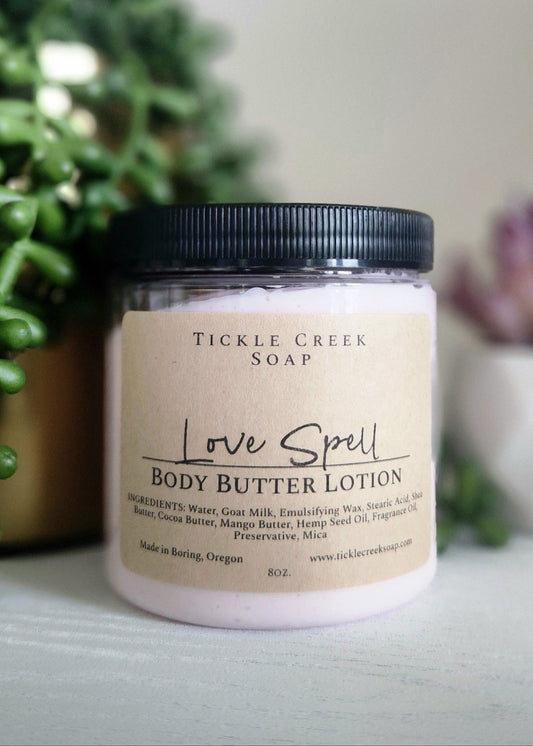 TICKLE CREEK
SOAP
Love Spell
BODY BUTTER LOTION
INGREDIENTS: Water, Goat Milk, Emulsifying Wax, Stearic Acid, Shea
Butter, Cocoa Butter, Mango Butter, Hemp Seed Oil, Fragrance Oil,
Preservative, Mica
Made in Boring, Oregon www.ticklecreeksoap.com
8OZ.